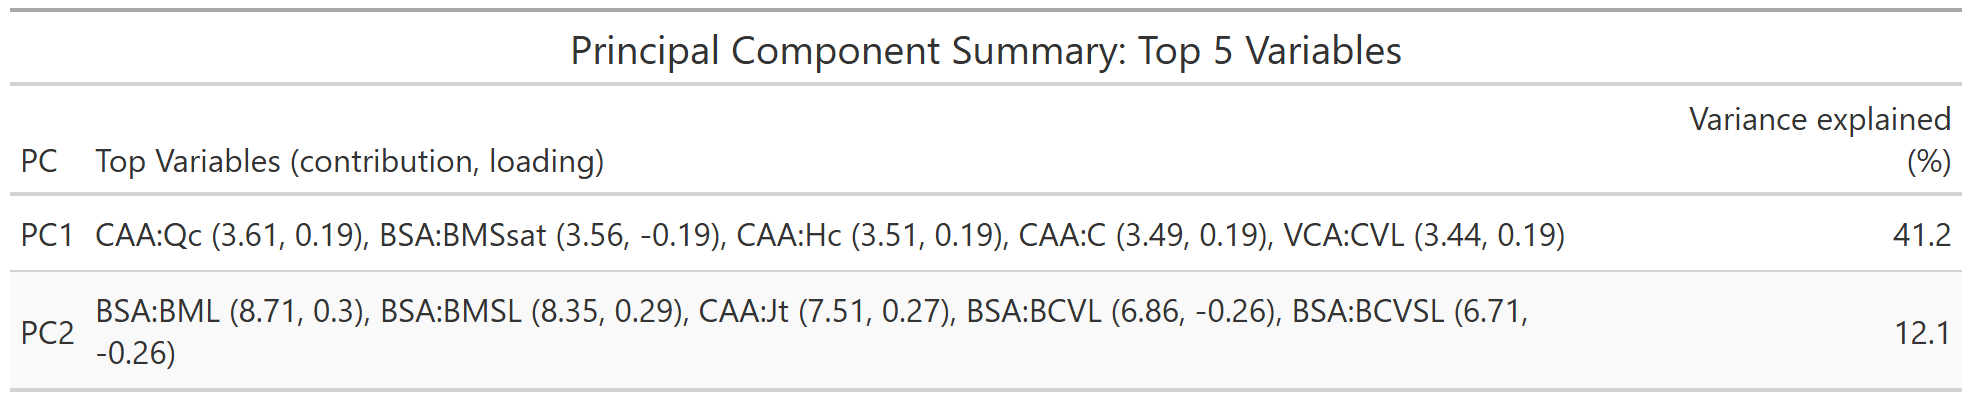 Principal Component Summary: Top 5 Variables
PC Top Variables (contribution, loading) Variance explained (%)
PC1 CAA:Qc (3.61, 0.19), BSA:BMSsat (3.56, -0.19), CAA:Hc (3.51, 0.19), CAA:C (3.49, 0.19), VCA:CVL (3.44, 0.19) 41.2
PC2 BSA:BML (8.71, 0.3), BSA:BMSL (8.35, 0.29), CAA:Jt (7.51, 0.27), BSA:BCVL (6.86, -0.26), BSA:BCVSL (6.71,
-0.26) 12.1